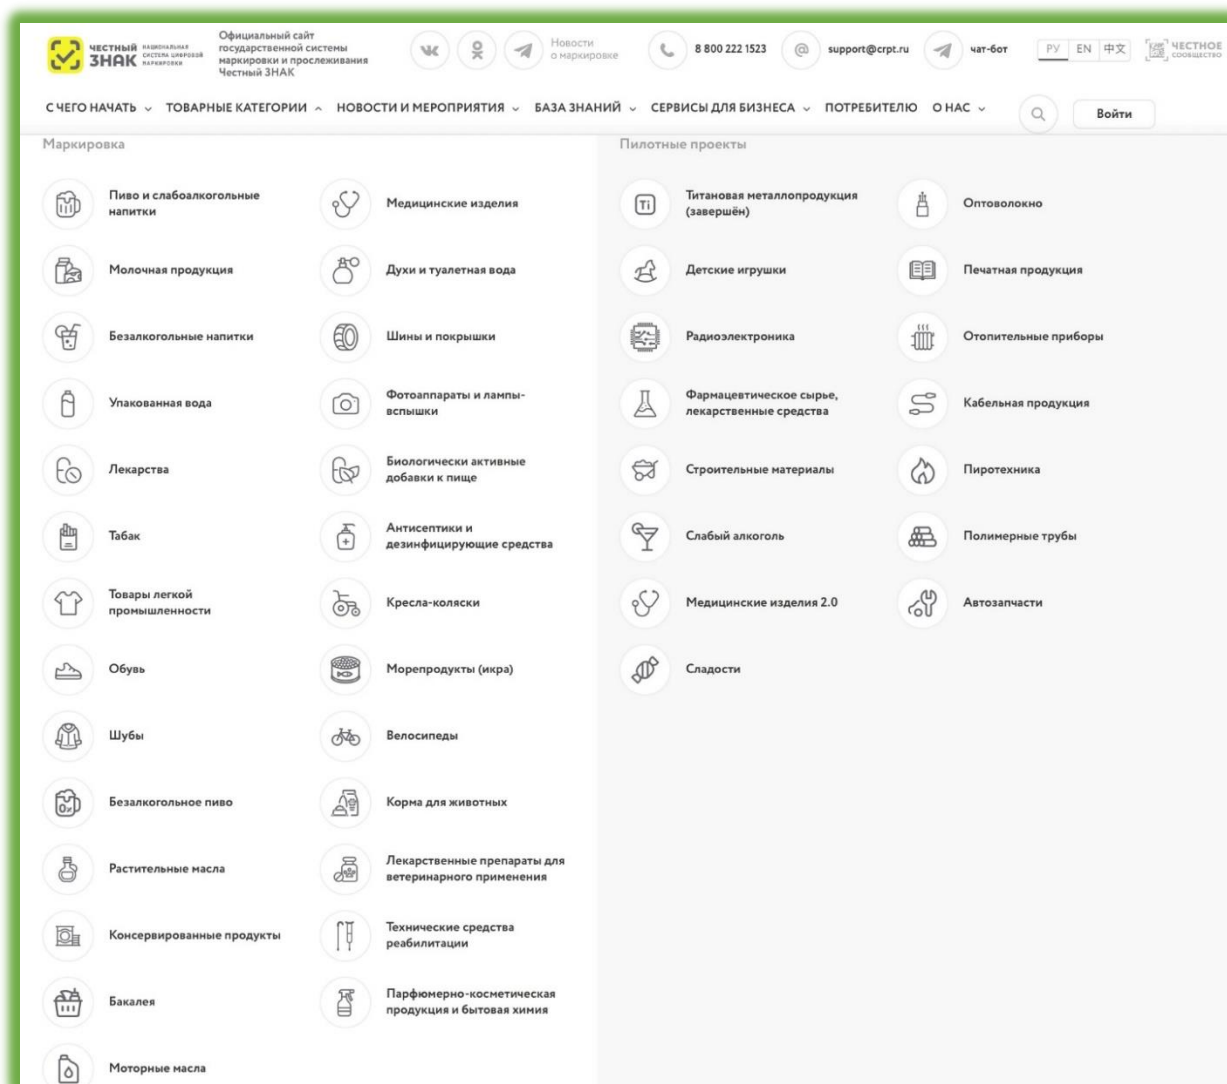 ЧЕСТНЫЙ
ЗНАК
НАЦИОНАЛЬНАЯ
СИСТЕМА ЦИФРОВОЙ
МАРКИРОВКИ
Официальный сайт
государственной системы
маркировки и прослеживания
Честный ЗНАК
Новости
о маркировке
8 800 222 1523
@
support@crpt.ru
чат-бот
РУ EN 中文
ЧЕСТНОЕ
СООБЩЕСТВО
С ЧЕГО НАЧАТЬ ТОВАРНЫЕ КАТЕГОРИИ НОВОСТИ И МЕРОПРИЯТИЯ БАЗА ЗНАНИЙ СЕРВИСЫ ДЛЯ БИЗНЕСА ПОТРЕБИТЕЛЮ О НАС
Войти
Маркировка
Пиво и слабоалкогольные
напитки
Молочная продукция
Безалкогольные напитки
Упакованная вода
Лекарства
Табак
Товары легкой
промышленности
Обувь
Шубы
0%
Безалкогольное пиво
Растительные масла
Консервированные продукты
Бакалея
Моторные масла
Медицинские изделия
Духи и туалетная вода
Шины и покрышки
Фотоаппараты и лампы-
вспышки
Биологически активные
добавки к пище
Антисептики и
дезинфицирующие средства
Кресла-коляски
Морепродукты (икра)
Велосипеды
Корма для животных
Лекарственные препараты для
ветеринарного применения
Технические средства
реабилитации
Парфюмерно-косметическая
продукция и бытовая химия
Пилотные проекты
Ti
Титановая металлопродукция
(завершён)
Детские игрушки
Радиоэлектроника
Фармацевтическое сырье,
лекарственные средства
Строительные материалы
Слабый алкоголь
Медицинские изделия 2.0
Сладости
Оптоволокно
Печатная продукция
Отопительные приборы
Кабельная продукция
Пиротехника
Полимерные трубы
Автозапчасти